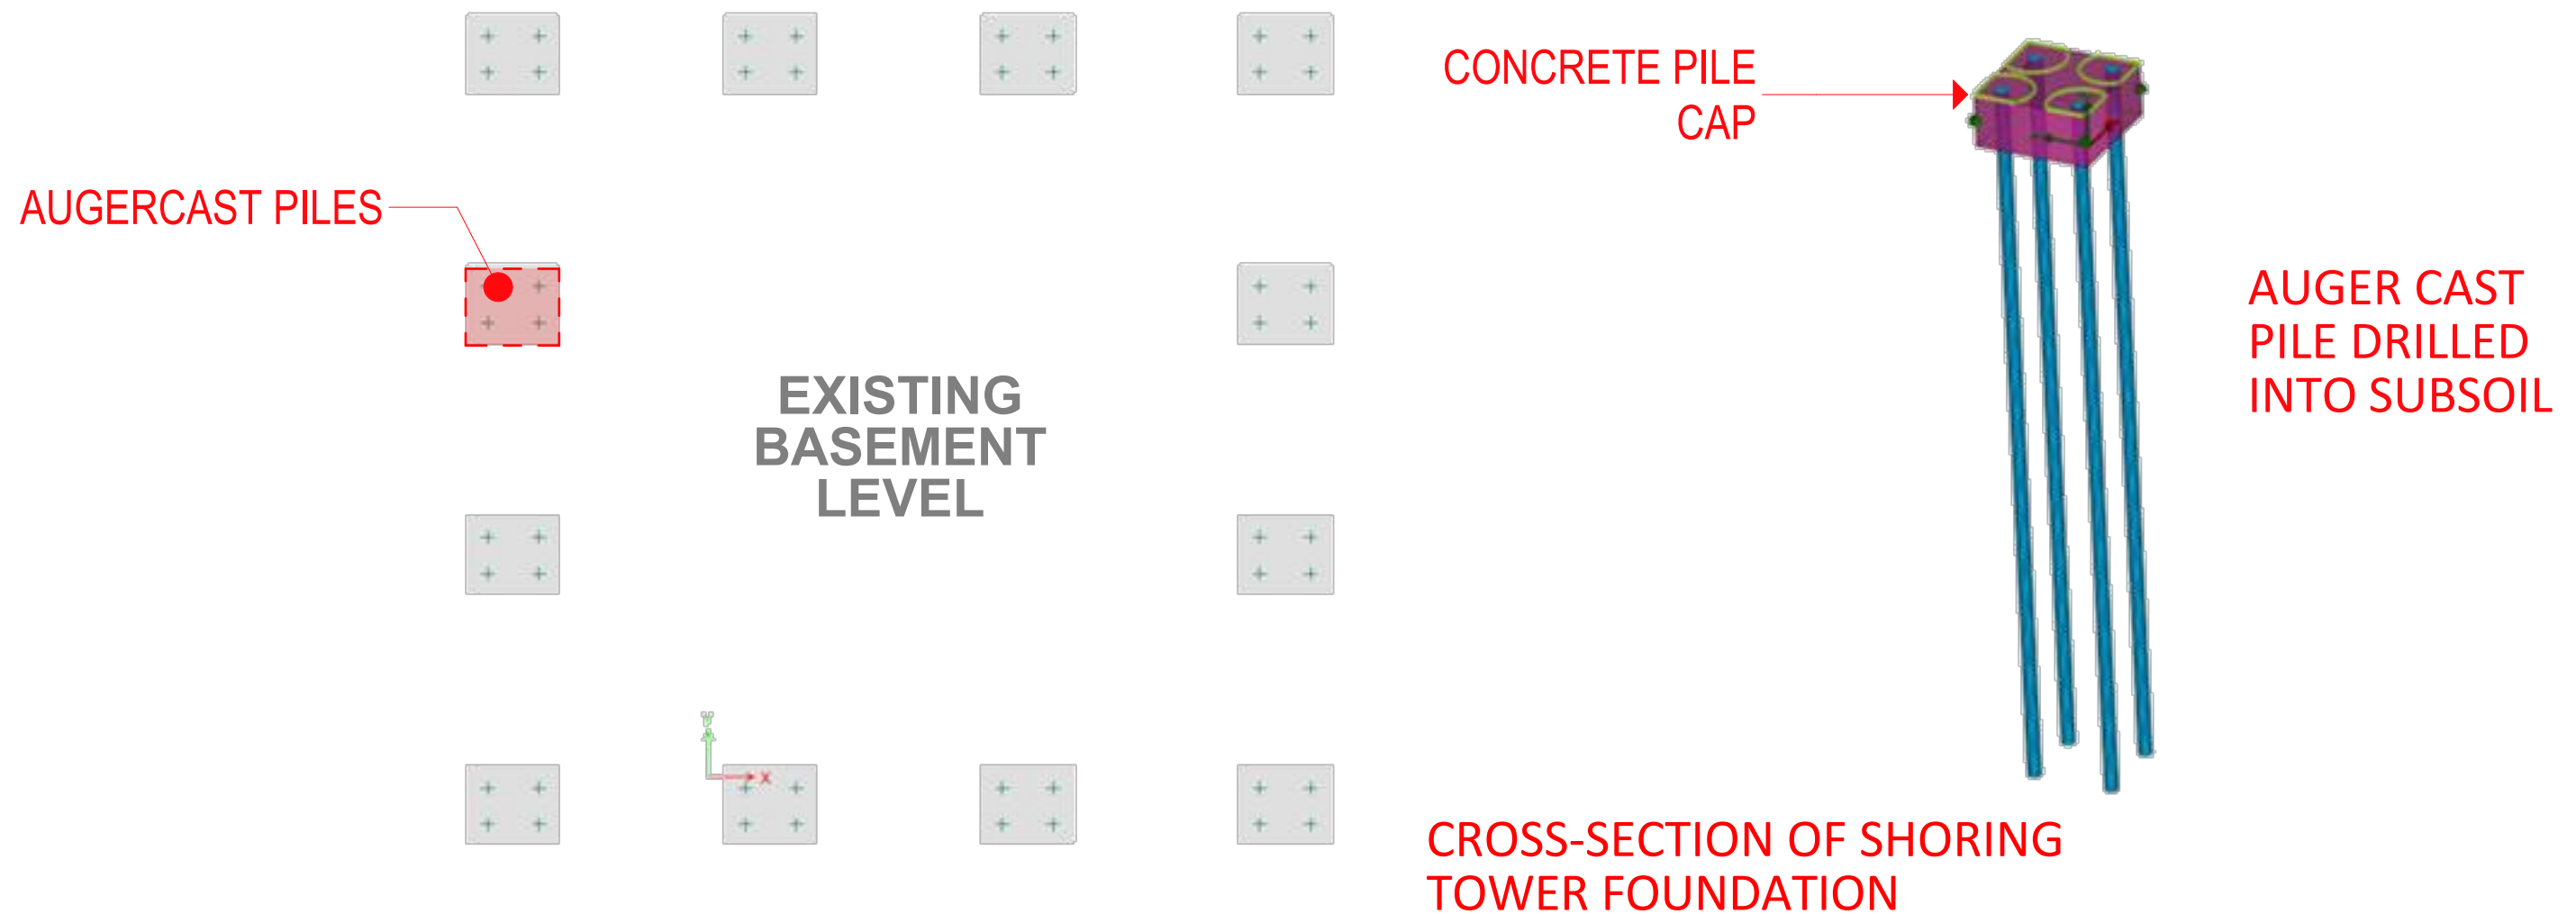 CONCRETE PILE
CAP
AUGERCAST PILES
AUGER CAST
PILE DRILLED
INTO SUBSOIL
EXISTING
BASEMENT
LEVEL
Y
X
CROSS-SECTION OF SHORING
TOWER FOUNDATION